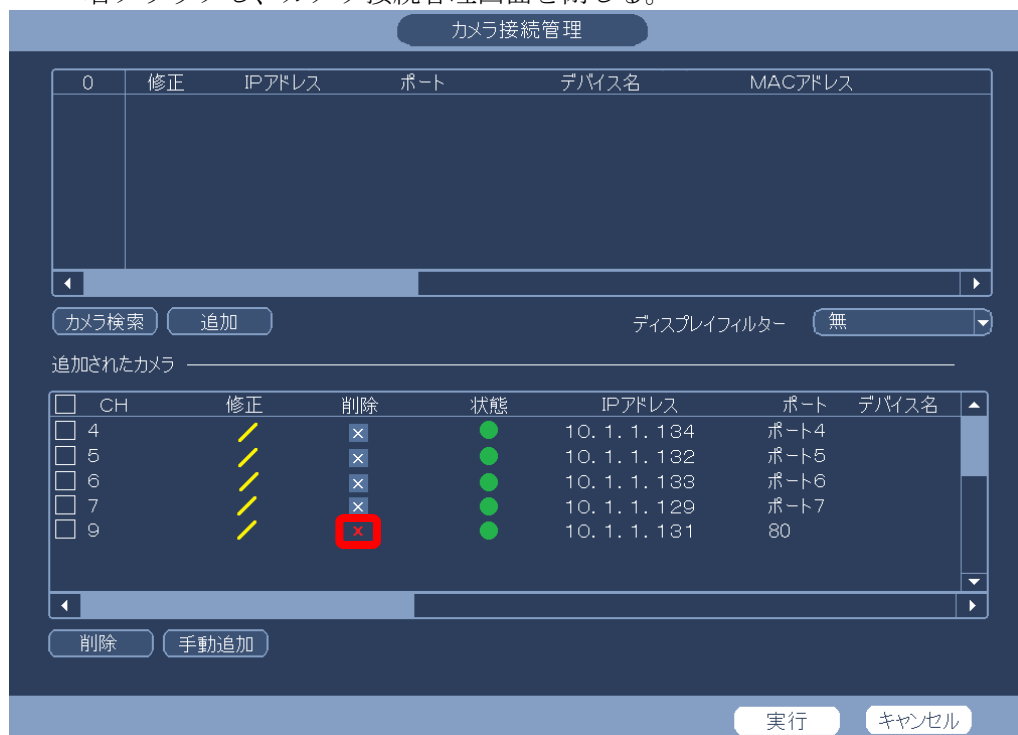 カメラ接続管理
0 修正 IPアドレス ポート デバイス名 MACアドレス
カメラ検索 追加 ディスプレイフィルター 無
追加されたカメラ
CH 修正 削除 状態 IPアドレス ポート デバイス名
4 10.1.1.134 ポート4
5 10.1.1.132 ポート5
6 10.1.1.133 ポート6
7 10.1.1.129 ポート7
9 10.1.1.131 80
削除 手動追加
実行 キャンセル